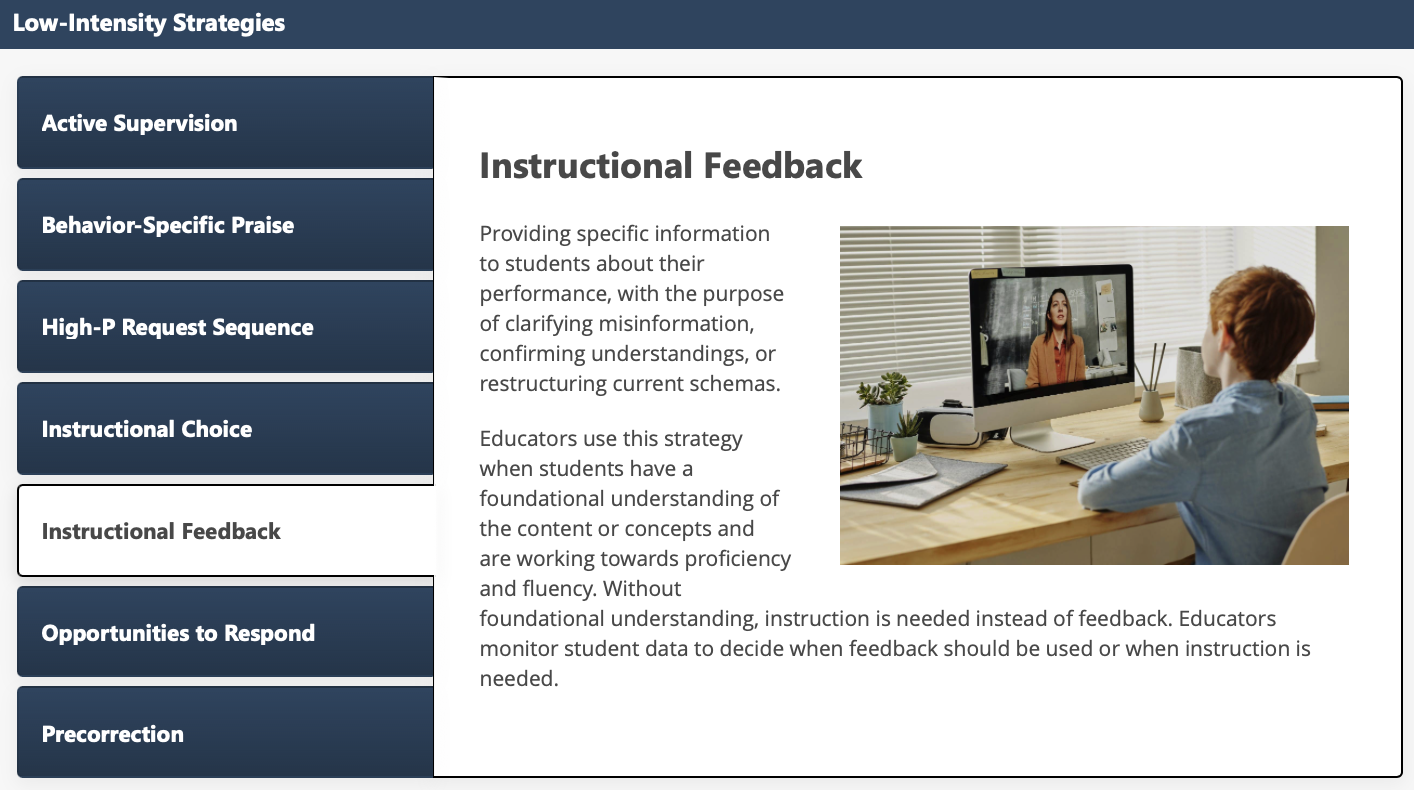 Low-Intensity Strategies
Active Supervision
Behavior-Specific Praise
High-P Request Sequence
Instructional Choice
Instructional Feedback
Opportunities to Respond
Precorrection
Instructional Feedback
Providing specific information
to students about their
performance, with the purpose
of clarifying misinformation,
confirming understandings, or
restructuring current schemas.
Educators use this strategy
when students have a
foundational understanding of
the content or concepts and
are working towards proficiency
and fluency. Without
foundational understanding, instruction is needed instead of feedback. Educators
monitor student data to decide when feedback should be used or when instruction is
needed.